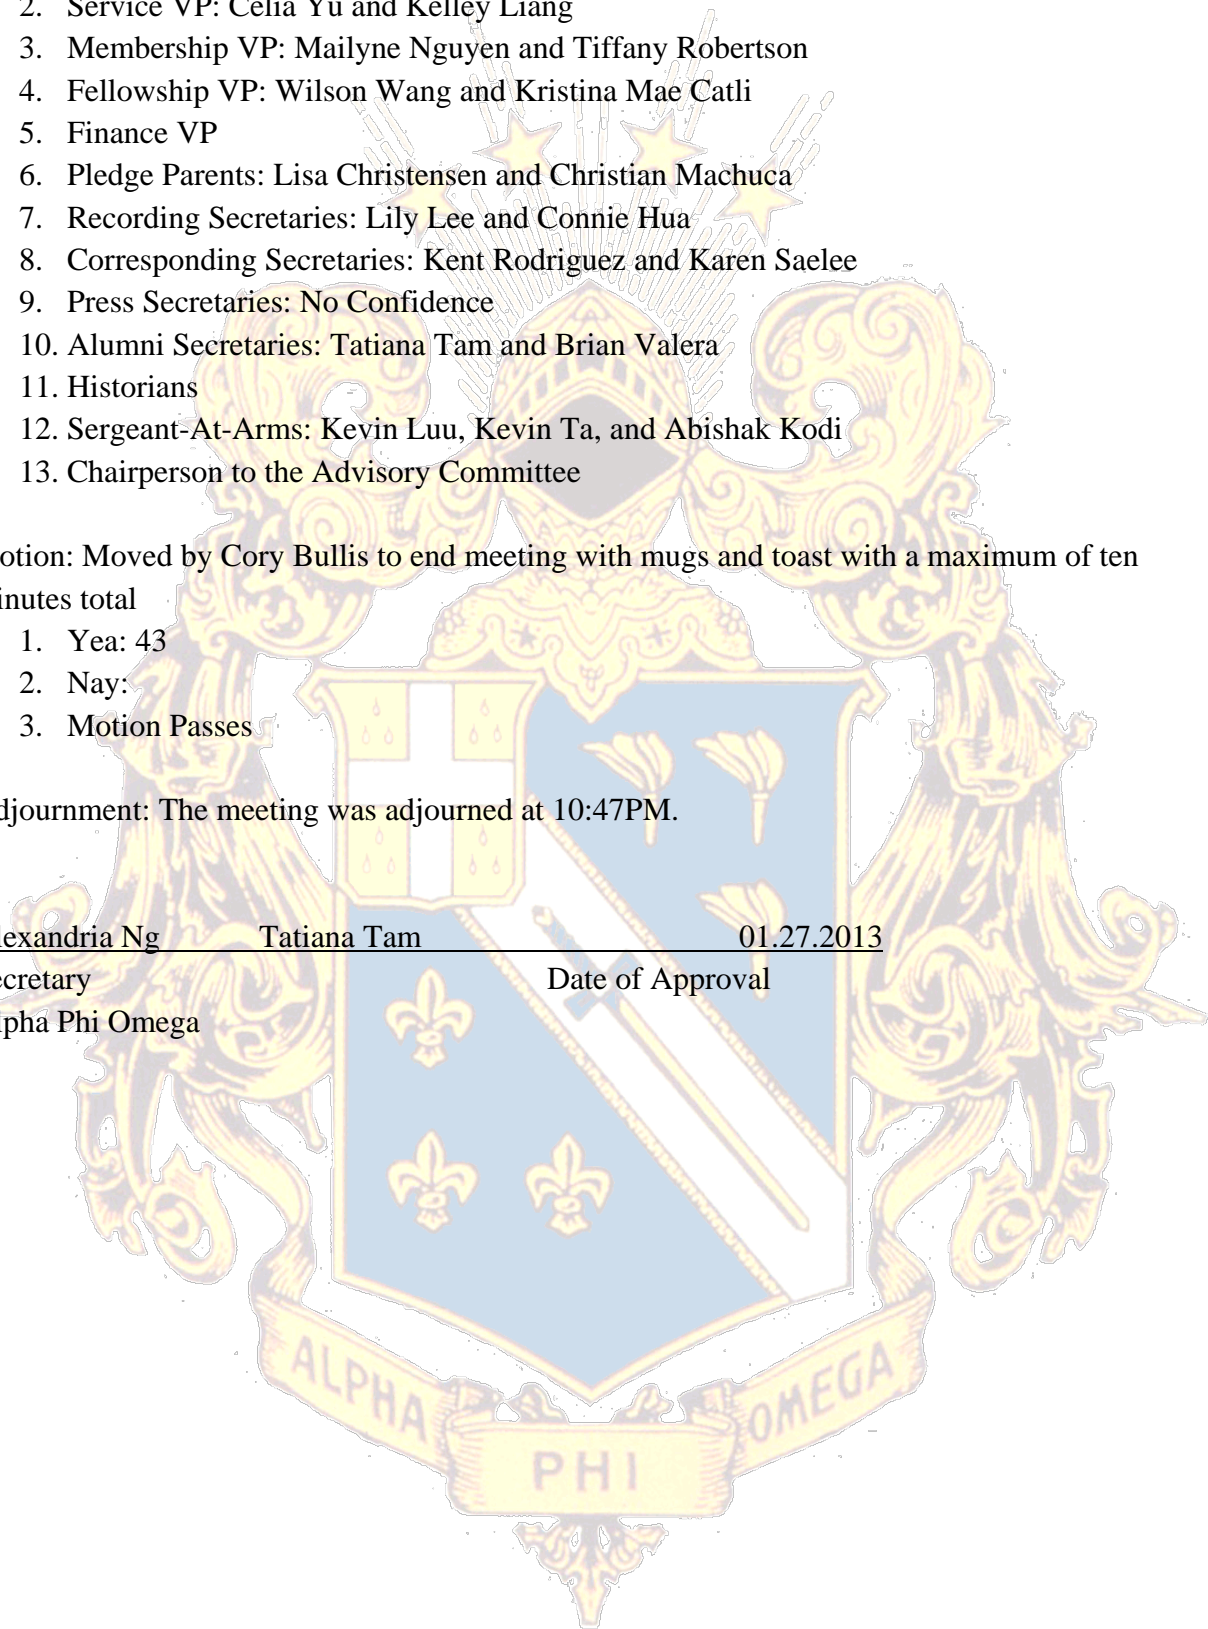 2. Service VP: Celia Yu and Kelley Liang
3. Membership VP: Mailyne Nguyen and Tiffany Robertson
4. Fellowship VP: Wilson Wang and Kristina Mae Catli
5. Finance VP
6. Pledge Parents: Lisa Christensen and Christian Machuca
7. Recording Secretaries: Lily Lee and Connie Hua
8. Corresponding Secretaries: Kent Rodriguez and Karen Saelee
9. Press Secretaries: No Confidence
10. Alumni Secretaries: Tatiana Tam and Brian Valera
11. Historians
12. Sergeant-At-Arms: Kevin Luu, Kevin Ta, and Abishak Kodi
13. Chairperson to the Advisory Committee
otion: Moved by Cory Bullis to end meeting with mugs and toast with a maximum of ten
inutes total
1. Yea: 43
2. Nay:
3. Motion Passes
djournment: The meeting was adjourned at 10:47PM.
lexandria Ng Tatiana Tam 01.27.2013
ecretary Date of Approval
lpha Phi Omega
ALPHA PHI OMEGA